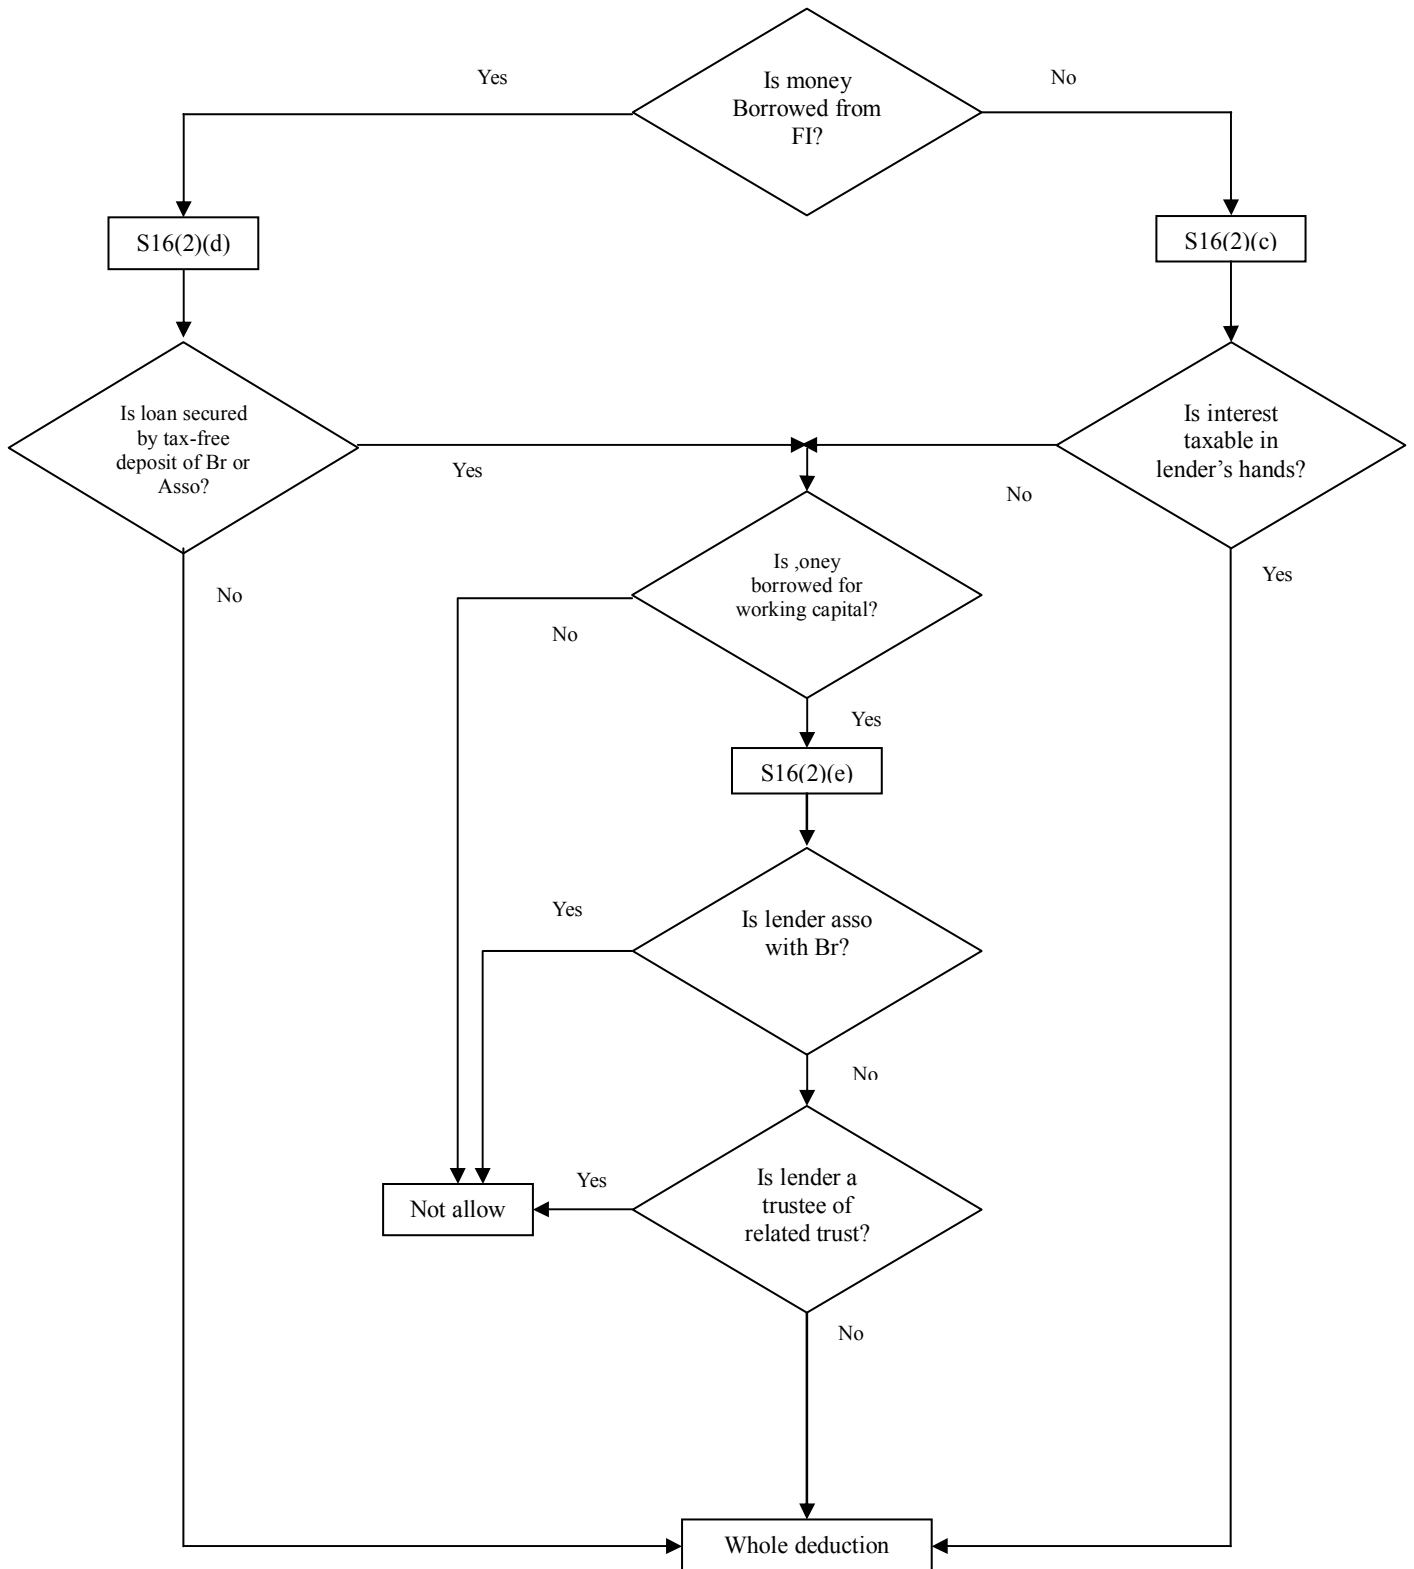 Yes
Is money
Borrowed from
FI?
No
S16(2)(d)
S16(2)(c)
Is loan secured
by tax-free
deposit of Br or
Asso?
Yes
Is interest
taxable in
lender's hands?
No
No
Is ,oney
borrowed for
working capital?
Yes
No
Yes
S16(2)(e)
Yes
Is lender asso
with Br?
No
Yes
Is lender a
trustee of
related trust?
Not allow
No
Whole deduction